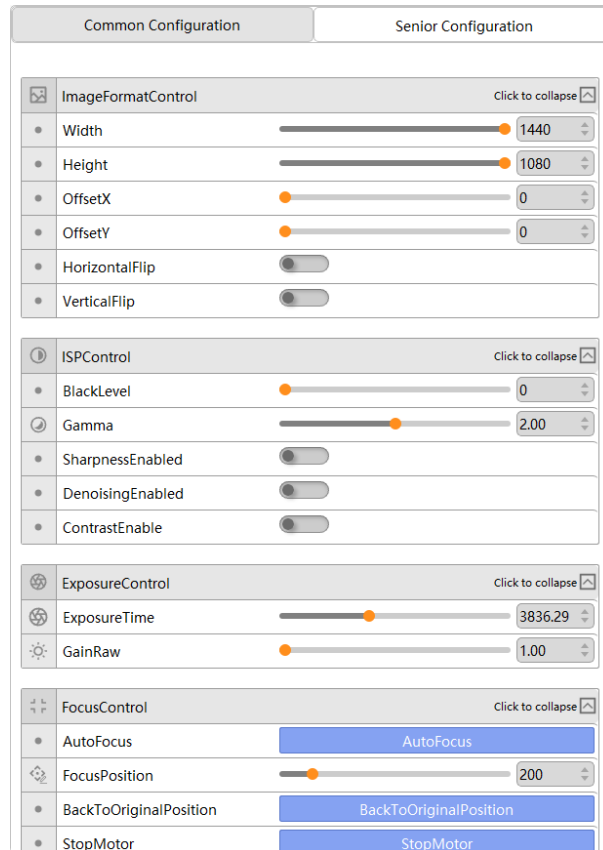 Common Configuration Senior Configuration
ImageFormatControl Click to collapse
Width 1440
Height 1080
OffsetX 0
OffsetY 0
HorizontalFlip
VerticalFlip
ISPControl Click to collapse
BlackLevel 0
Gamma 2.00
SharpnessEnabled
DenoisingEnabled
ContrastEnable
ExposureControl Click to collapse
ExposureTime 3836.29
GainRaw 1.00
FocusControl Click to collapse
AutoFocus AutoFocus
FocusPosition 200
BackToOriginalPosition BackToOriginalPosition
StopMotor StopMotor